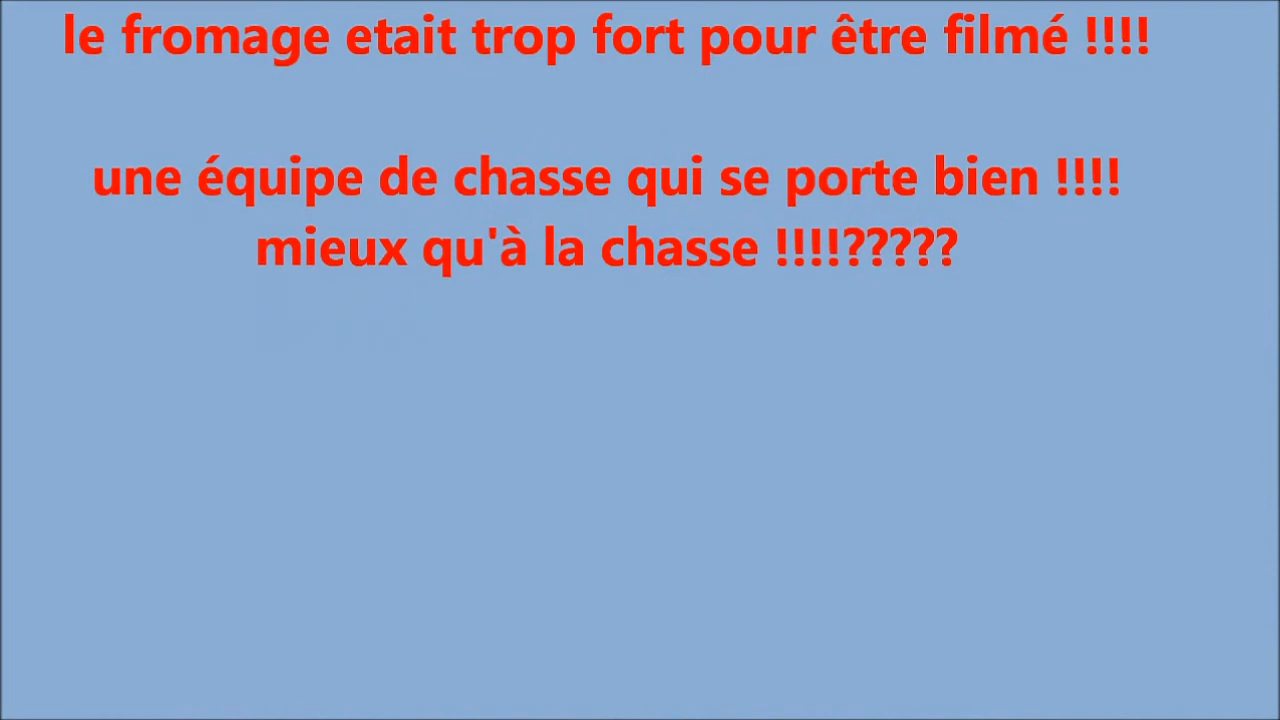 le fromage etait trop fort pour être filmé !!!!
une équipe de chasse qui se porte bien !!!!
mieux qu'à la chasse !!!!?????